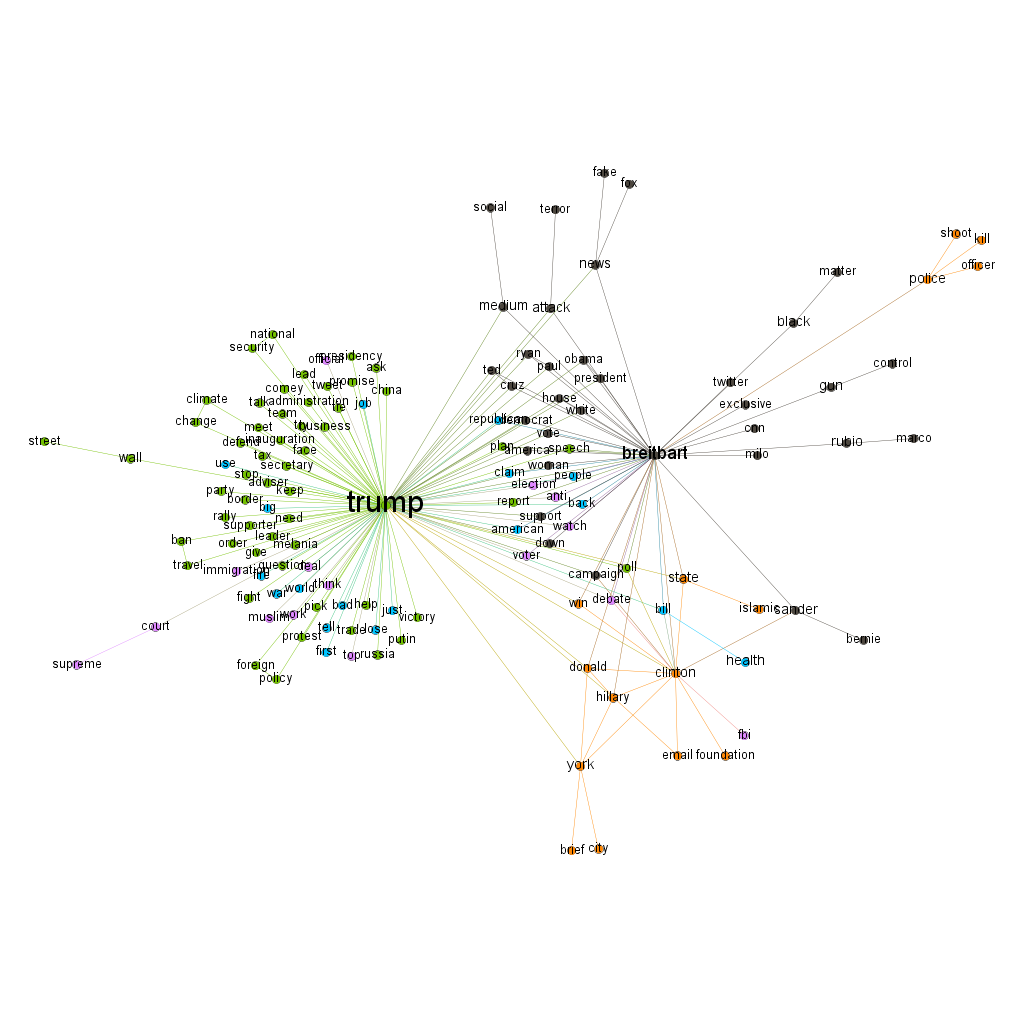 fake
fox
social
terror
shoot
kill
news
officer
matter
police
medium
attack
black
national
security
ryan
official
presidency
obama
paul
ask
control
ted
president
lead
twitter
gun
comey
tweet
promise
cruz
china
climate
talk
administration
lie
job
house
exclusive
team
white
change
republican
democrat
meet
business
cnn
vote
street
defend
inauguration
rubio
marco
plan
america
speech
face
breitbart
milo
wall
tax
use
secretary
woman
stop
claim
people
adviser
election
party
keep
border
anti
big
report
back
trump
rally
need
support
supporter
watch
american
leader
ban
order
melania
down
give
voter
travel
question
deal
poll
immigration
fire
campaign
state
think
war
world
fight
win
debate
pick
bad
help
just
bill
islamic
sander
muslim
work
victory
court
tell
trade
lose
protest
putin
bernie
first
top
russia
supreme
foreign
policy
donald
clinton
health
hillary
fbi
email
foundation
york
brief
city